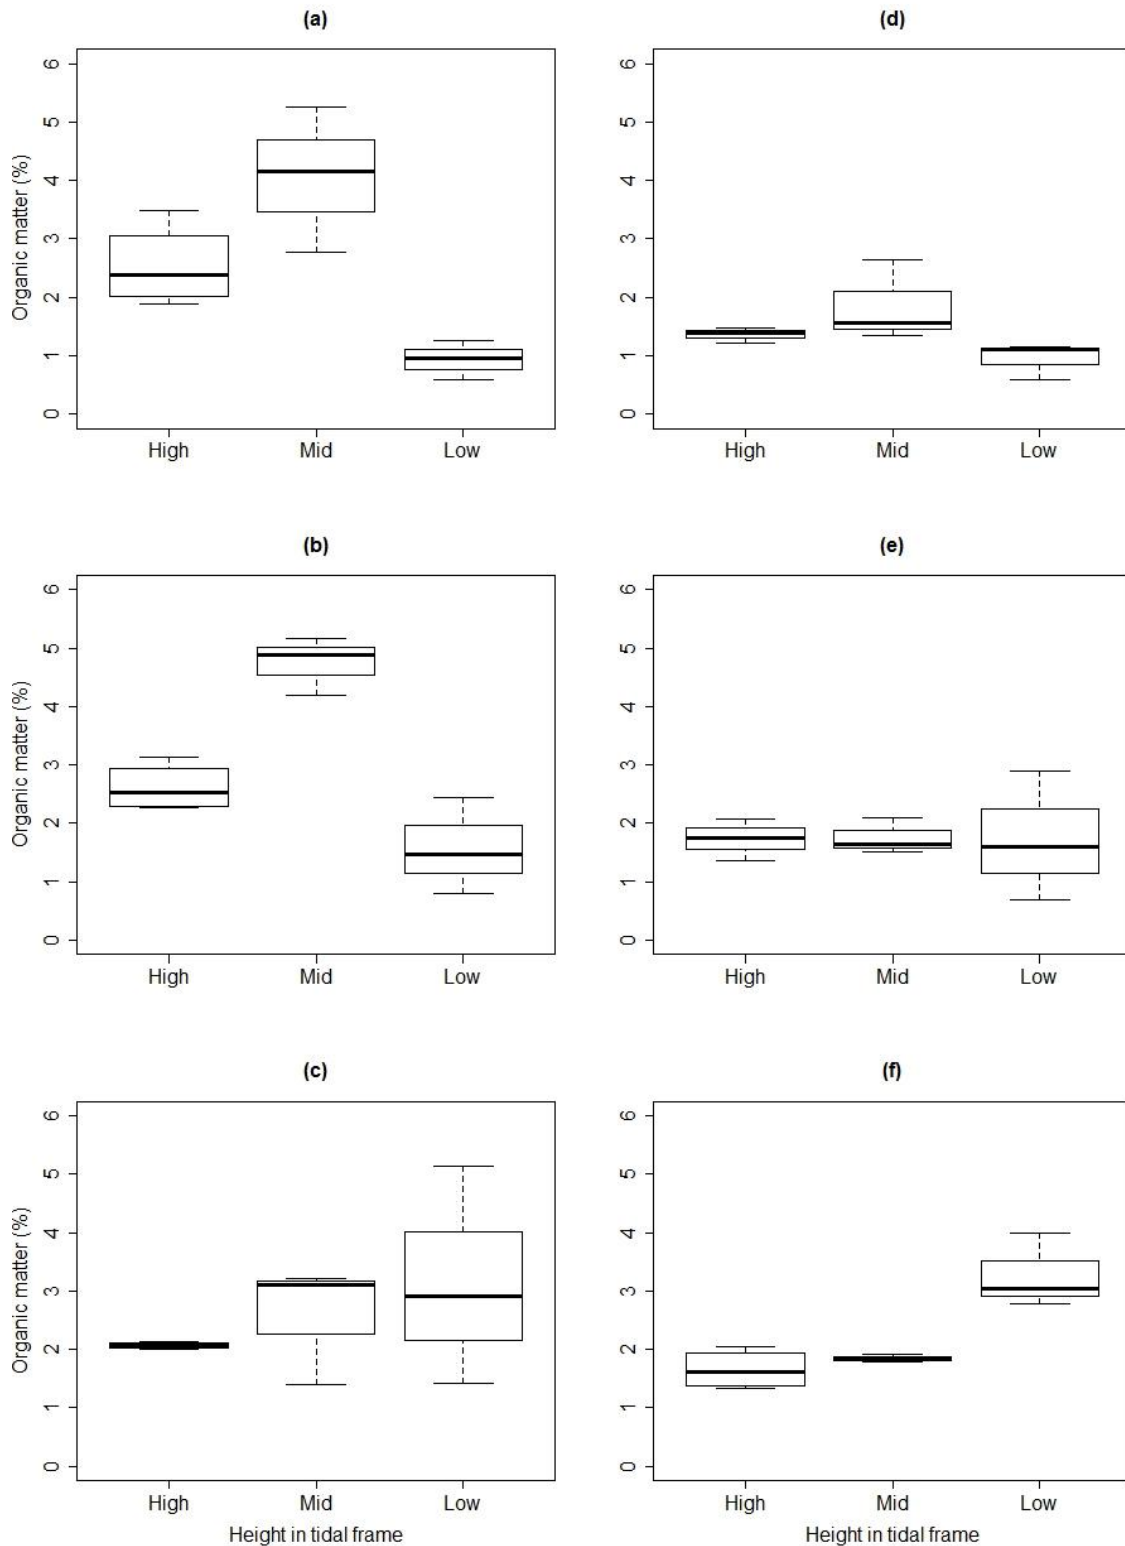 (a)
Organic matter (%)
6
5
4
3
2
1
0
High Mid Low
(d)
6
5
4
3
2
1
0
High Mid Low
(b)
Organic matter (%)
6
5
4
3
2
1
0
High Mid Low
(e)
6
5
4
3
2
1
0
High Mid Low
(c)
Organic matter (%)
6
5
4
3
2
1
0
High Mid Low
Height in tidal frame
(f)
6
5
4
3
2
1
0
High Mid Low
Height in tidal frame